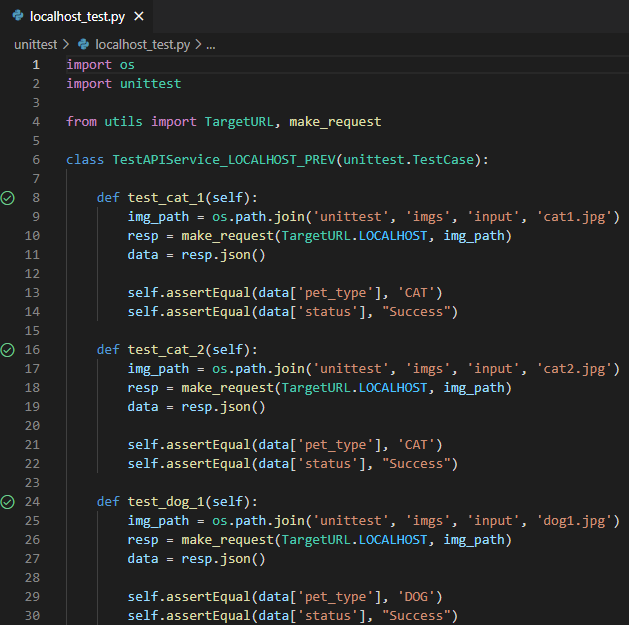 localhost_test.py ×
unittest > localhost_test.py > ...
1 import os
2 import unittest
3
4 from utils import TargetURL, make_request
5
6 class TestAPIService_LOCALHOST_PREV(unittest.TestCase):
7
8     def test_cat_1(self):
9         img_path = os.path.join('unittest', 'imgs', 'input', 'cat1.jpg')
10         resp = make_request(TargetURL.LOCALHOST, img_path)
11         data = resp.json()
12
13         self.assertEqual(data['pet_type'], 'CAT')
14         self.assertEqual(data['status'], "Success")
15
16     def test_cat_2(self):
17         img_path = os.path.join('unittest', 'imgs', 'input', 'cat2.jpg')
18         resp = make_request(TargetURL.LOCALHOST, img_path)
19         data = resp.json()
20
21         self.assertEqual(data['pet_type'], 'CAT')
22         self.assertEqual(data['status'], "Success")
23
24     def test_dog_1(self):
25         img_path = os.path.join('unittest', 'imgs', 'input', 'dog1.jpg')
26         resp = make_request(TargetURL.LOCALHOST, img_path)
27         data = resp.json()
28
29         self.assertEqual(data['pet_type'], 'DOG')
30         self.assertEqual(data['status'], "Success")